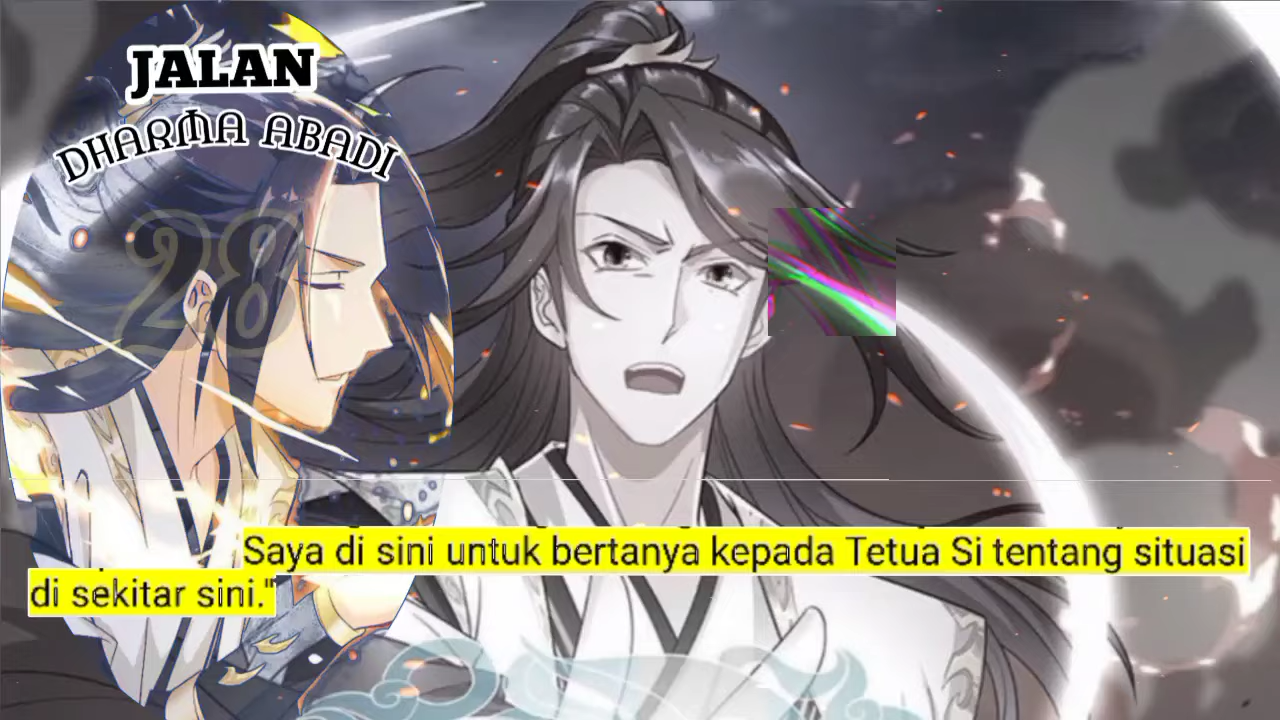 JALAN
DHARMA ABADI
28
Saya di sini untuk bertanya kepada Tetua Si tentang situasi
di sekitar sini."